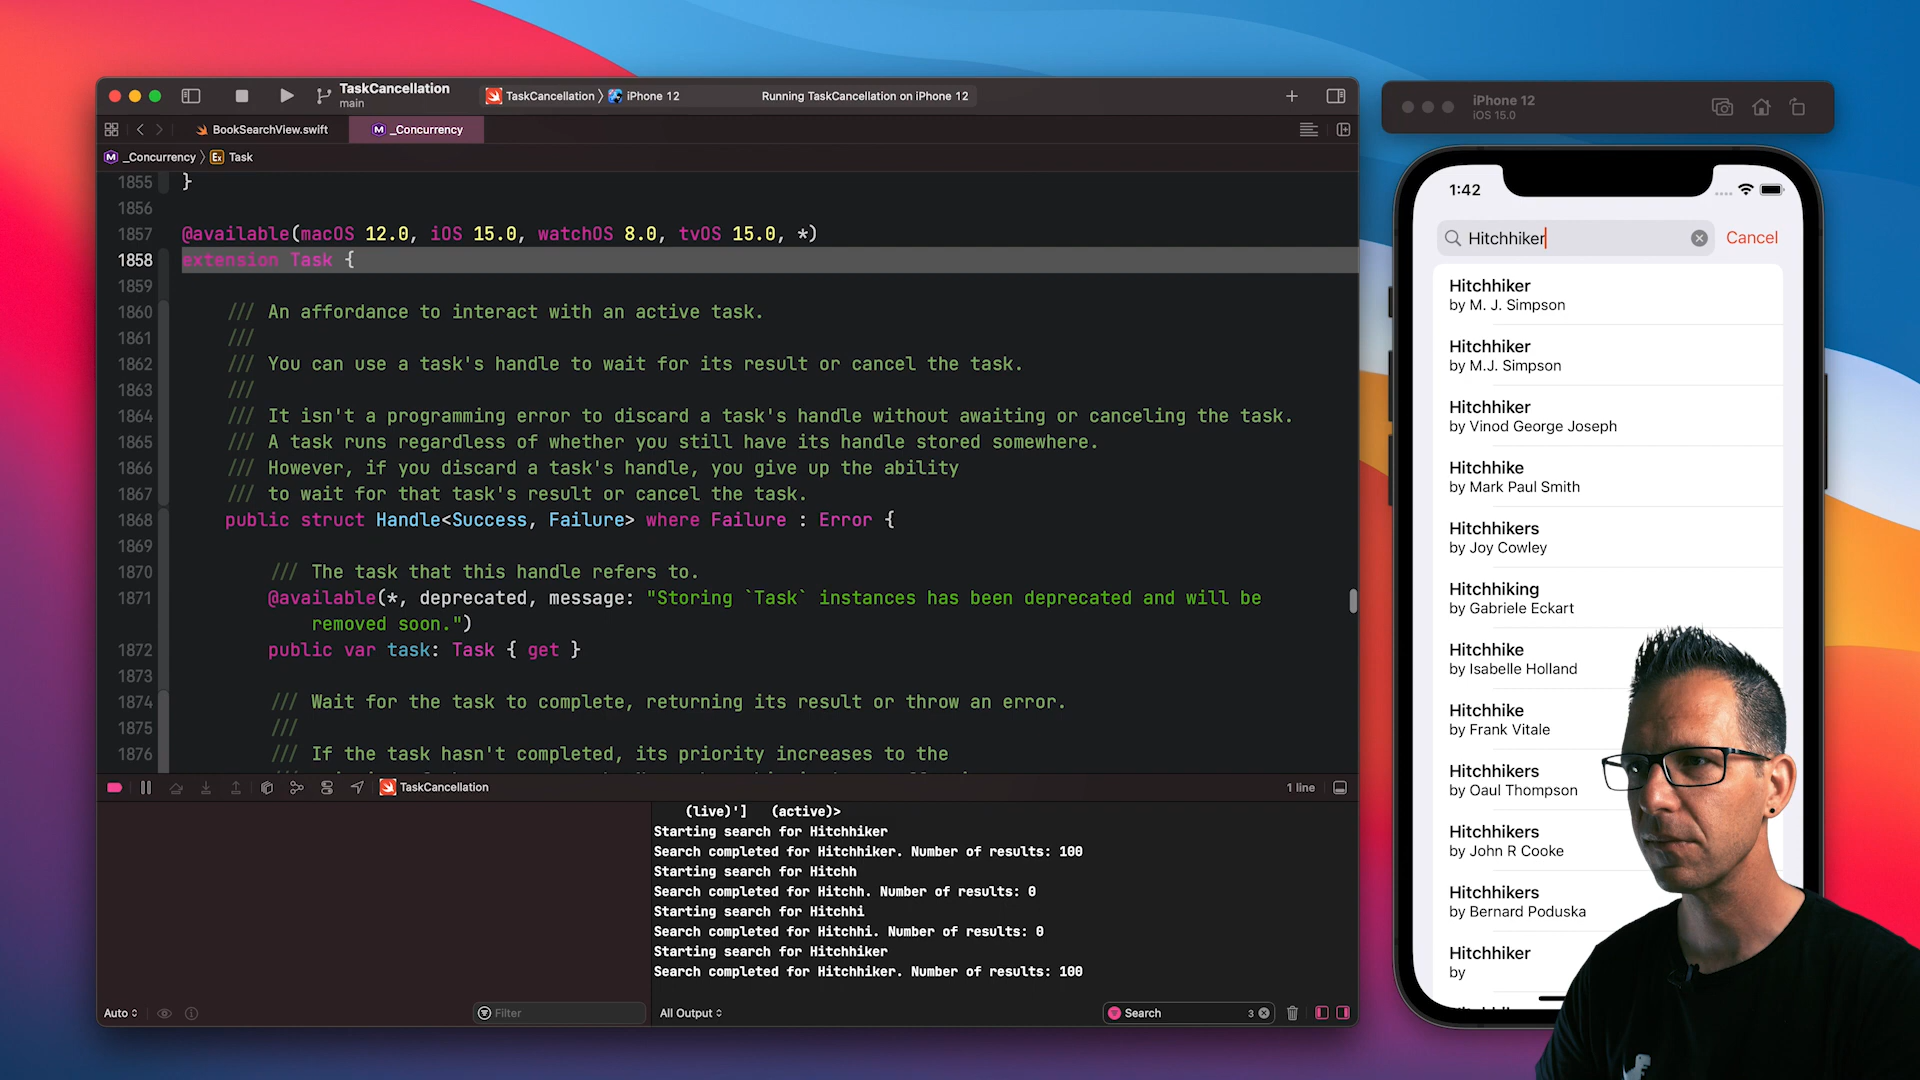 TaskCancellation
main
TaskCancellation 〉 iPhone 12
Running TaskCancellation on iPhone 12
BookSearchView.swift
M _Concurrency
M _Concurrency 〉 Ex Task
1855 }
1856
1857 @available(macOS 12.0, iOS 15.0, watchOS 8.0, tvOS 15.0, *)
1858 extension Task {
1859
1860 /// An affordance to interact with an active task.
1861 ///
1862 /// You can use a task's handle to wait for its result or cancel the task.
1863 ///
1864 /// It isn't a programming error to discard a task's handle without awaiting or canceling the task.
1865 /// A task runs regardless of whether you still have its handle stored somewhere.
1866 /// However, if you discard a task's handle, you give up the ability
1867 /// to wait for that task's result or cancel the task.
1868 public struct Handle<Success, Failure> where Failure : Error {
1869
1870 /// The task that this handle refers to.
1871 @available(*, deprecated, message: "Storing `Task` instances has been deprecated and will be
removed soon.")
1872 public var task: Task { get }
1873
1874 /// Wait for the task to complete, returning its result or throw an error.
1875 ///
1876 /// If the task hasn't completed, its priority increases to the
TaskCancellation
1 line
(live)'] (active)>
Starting search for Hitchhiker
Search completed for Hitchhiker. Number of results: 100
Starting search for Hitchh
Search completed for Hitchh. Number of results: 0
Starting search for Hitchhi
Search completed for Hitchhi. Number of results: 0
Starting search for Hitchhiker
Search completed for Hitchhiker. Number of results: 100
Auto
Filter
All Output
Search 3
iPhone 12
iOS 15.0
1:42
Hitchhiker
Cancel
Hitchhiker
by M. J. Simpson
Hitchhiker
by M.J. Simpson
Hitchhiker
by Vinod George Joseph
Hitchhike
by Mark Paul Smith
Hitchhikers
by Joy Cowley
Hitchhiking
by Gabriele Eckart
Hitchhike
by Isabelle Holland
Hitchhike
by Frank Vitale
Hitchhikers
by Oaul Thompson
Hitchhikers
by John R Cooke
Hitchhikers
by Bernard Poduska
Hitchhiker
by